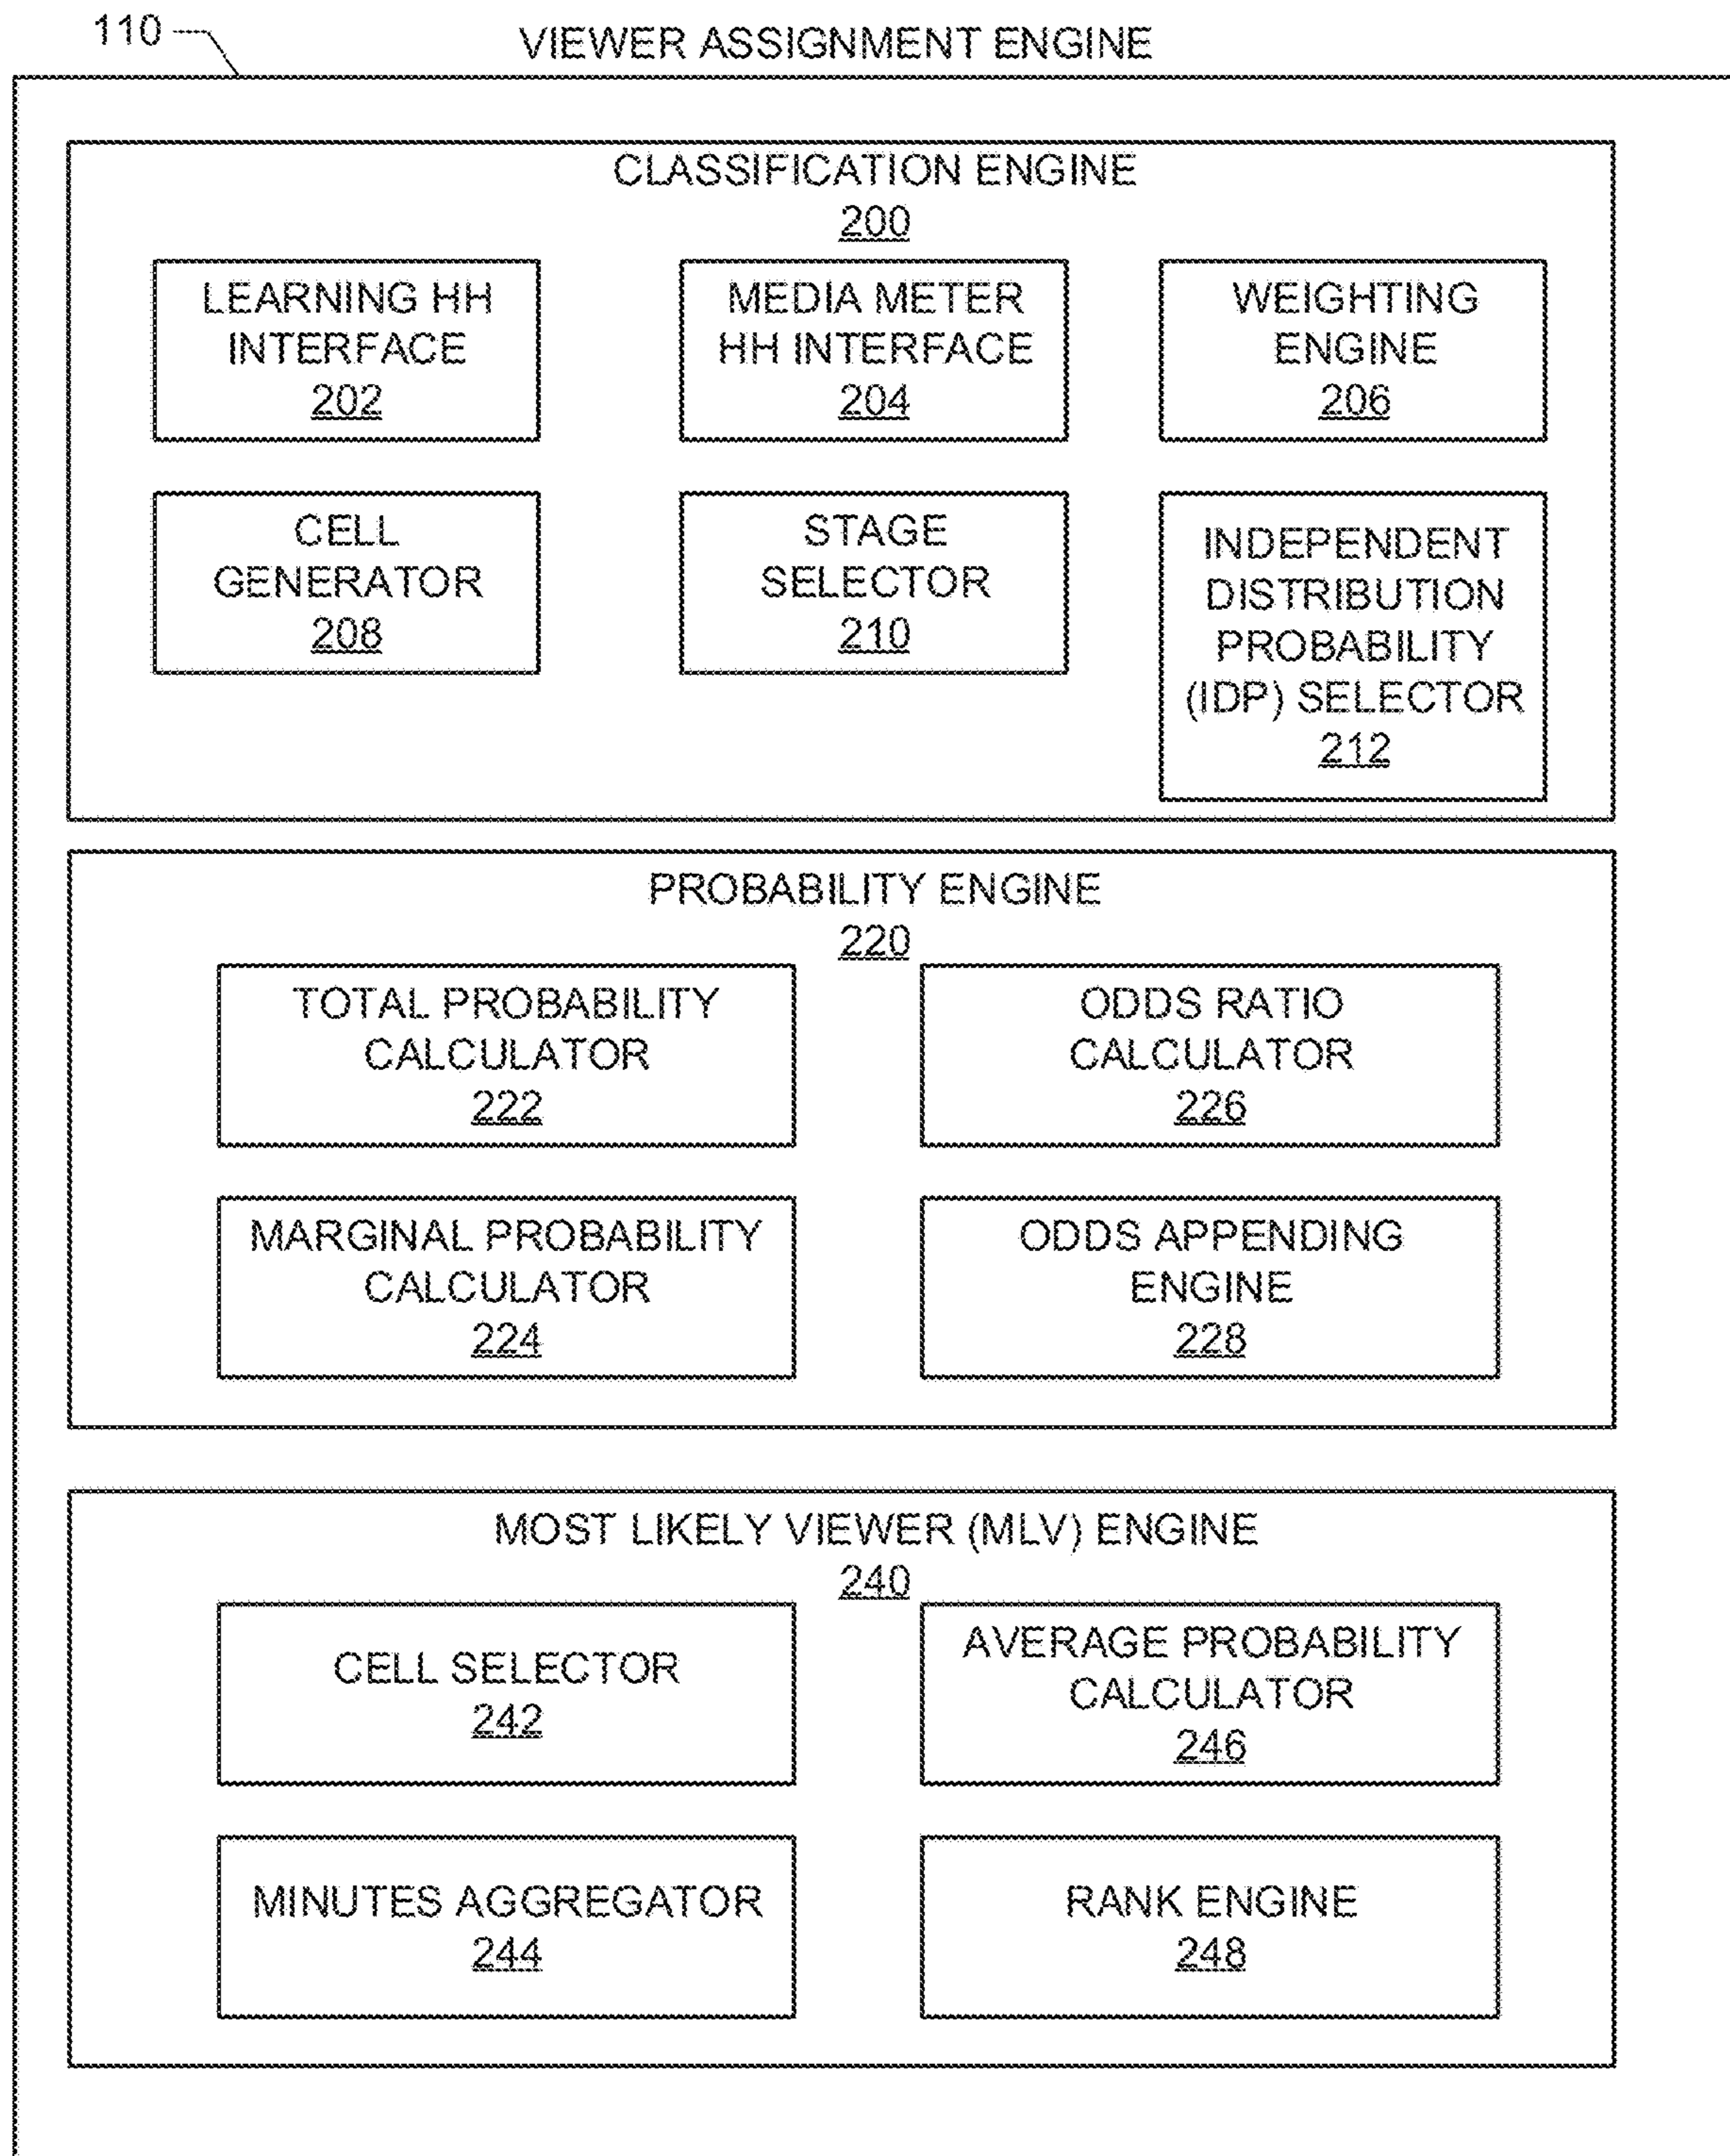 110
VIEWER ASSIGNMENT ENGINE
CLASSIFICATION ENGINE
200
LEARNING HH
INTERFACE
202
MEDIA METER
HH INTERFACE
204
WEIGHTING
ENGINE
206
CELL
GENERATOR
208
STAGE
SELECTOR
210
INDEPENDENT
DISTRIBUTION
PROBABILITY
(IDP) SELECTOR
212
PROBABILITY ENGINE
220
TOTAL PROBABILITY
CALCULATOR
222
ODDS RATIO
CALCULATOR
226
MARGINAL PROBABILITY
CALCULATOR
224
ODDS APPENDING
ENGINE
228
MOST LIKELY VIEWER (MLV) ENGINE
240
CELL SELECTOR
242
AVERAGE PROBABILITY
CALCULATOR
246
MINUTES AGGREGATOR
244
RANK ENGINE
248